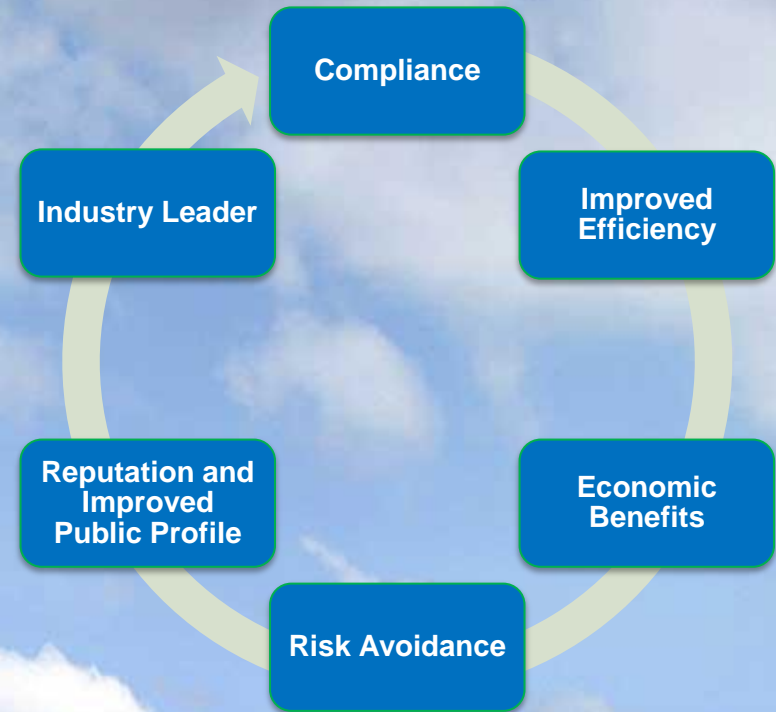 Compliance
Improved
Efficiency
Economic
Benefits
Risk Avoidance
Reputation and
Improved
Public Profile
Industry Leader